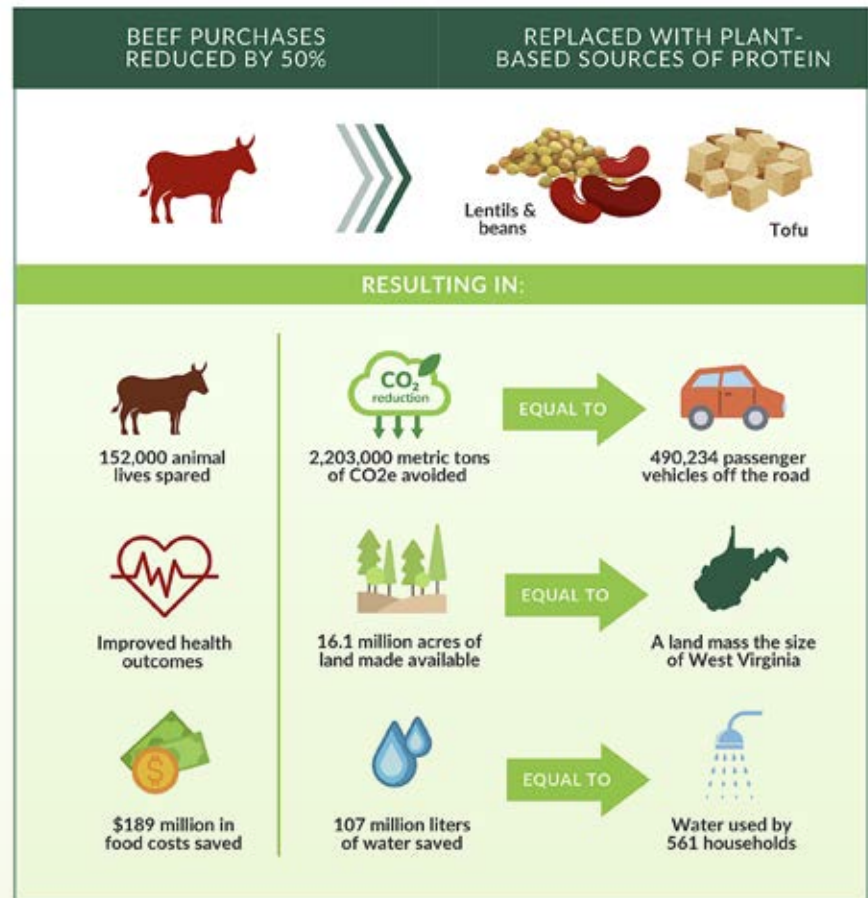 BEEF PURCHASES
REDUCED BY 50%
REPLACED WITH PLANT-
BASED SOURCES OF PROTEIN
Lentils &
beans
Tofu
RESULTING IN:
152,000 animal
lives spared
CO2
reduction
2,203,000 metric tons
of CO2e avoided
EQUAL TO
490,234 passenger
vehicles off the road
Improved health
outcomes
16.1 million acres of
land made available
EQUAL TO
A land mass the size
of West Virginia
$
$189 million in
food costs saved
107 million liters
of water saved
EQUAL TO
Water used by
561 households